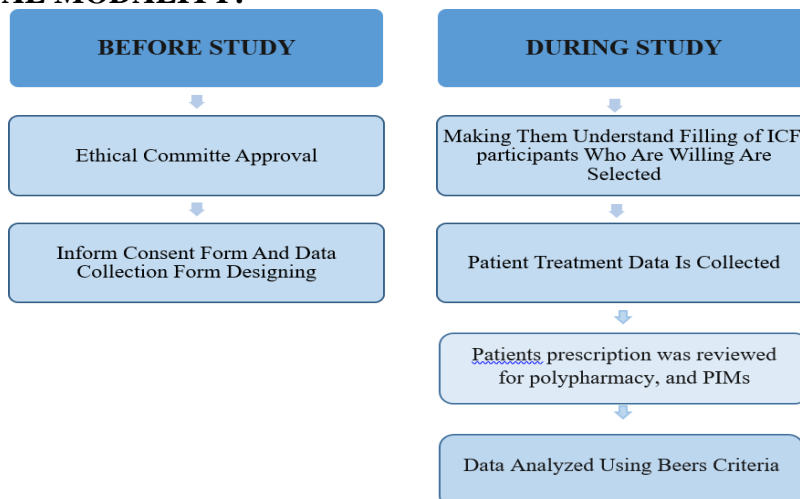 BEFORE STUDY
Ethical Committe Approval
Inform Consent Form And Data
Collection Form Designing
DURING STUDY
Making Them Understand Filling of ICF
participants Who Are Willing Are
Selected
Patient Treatment Data Is Collected
Patients prescription was reviewed
for polypharmacy, and PIMs
Data Analyzed Using Beers Criteria